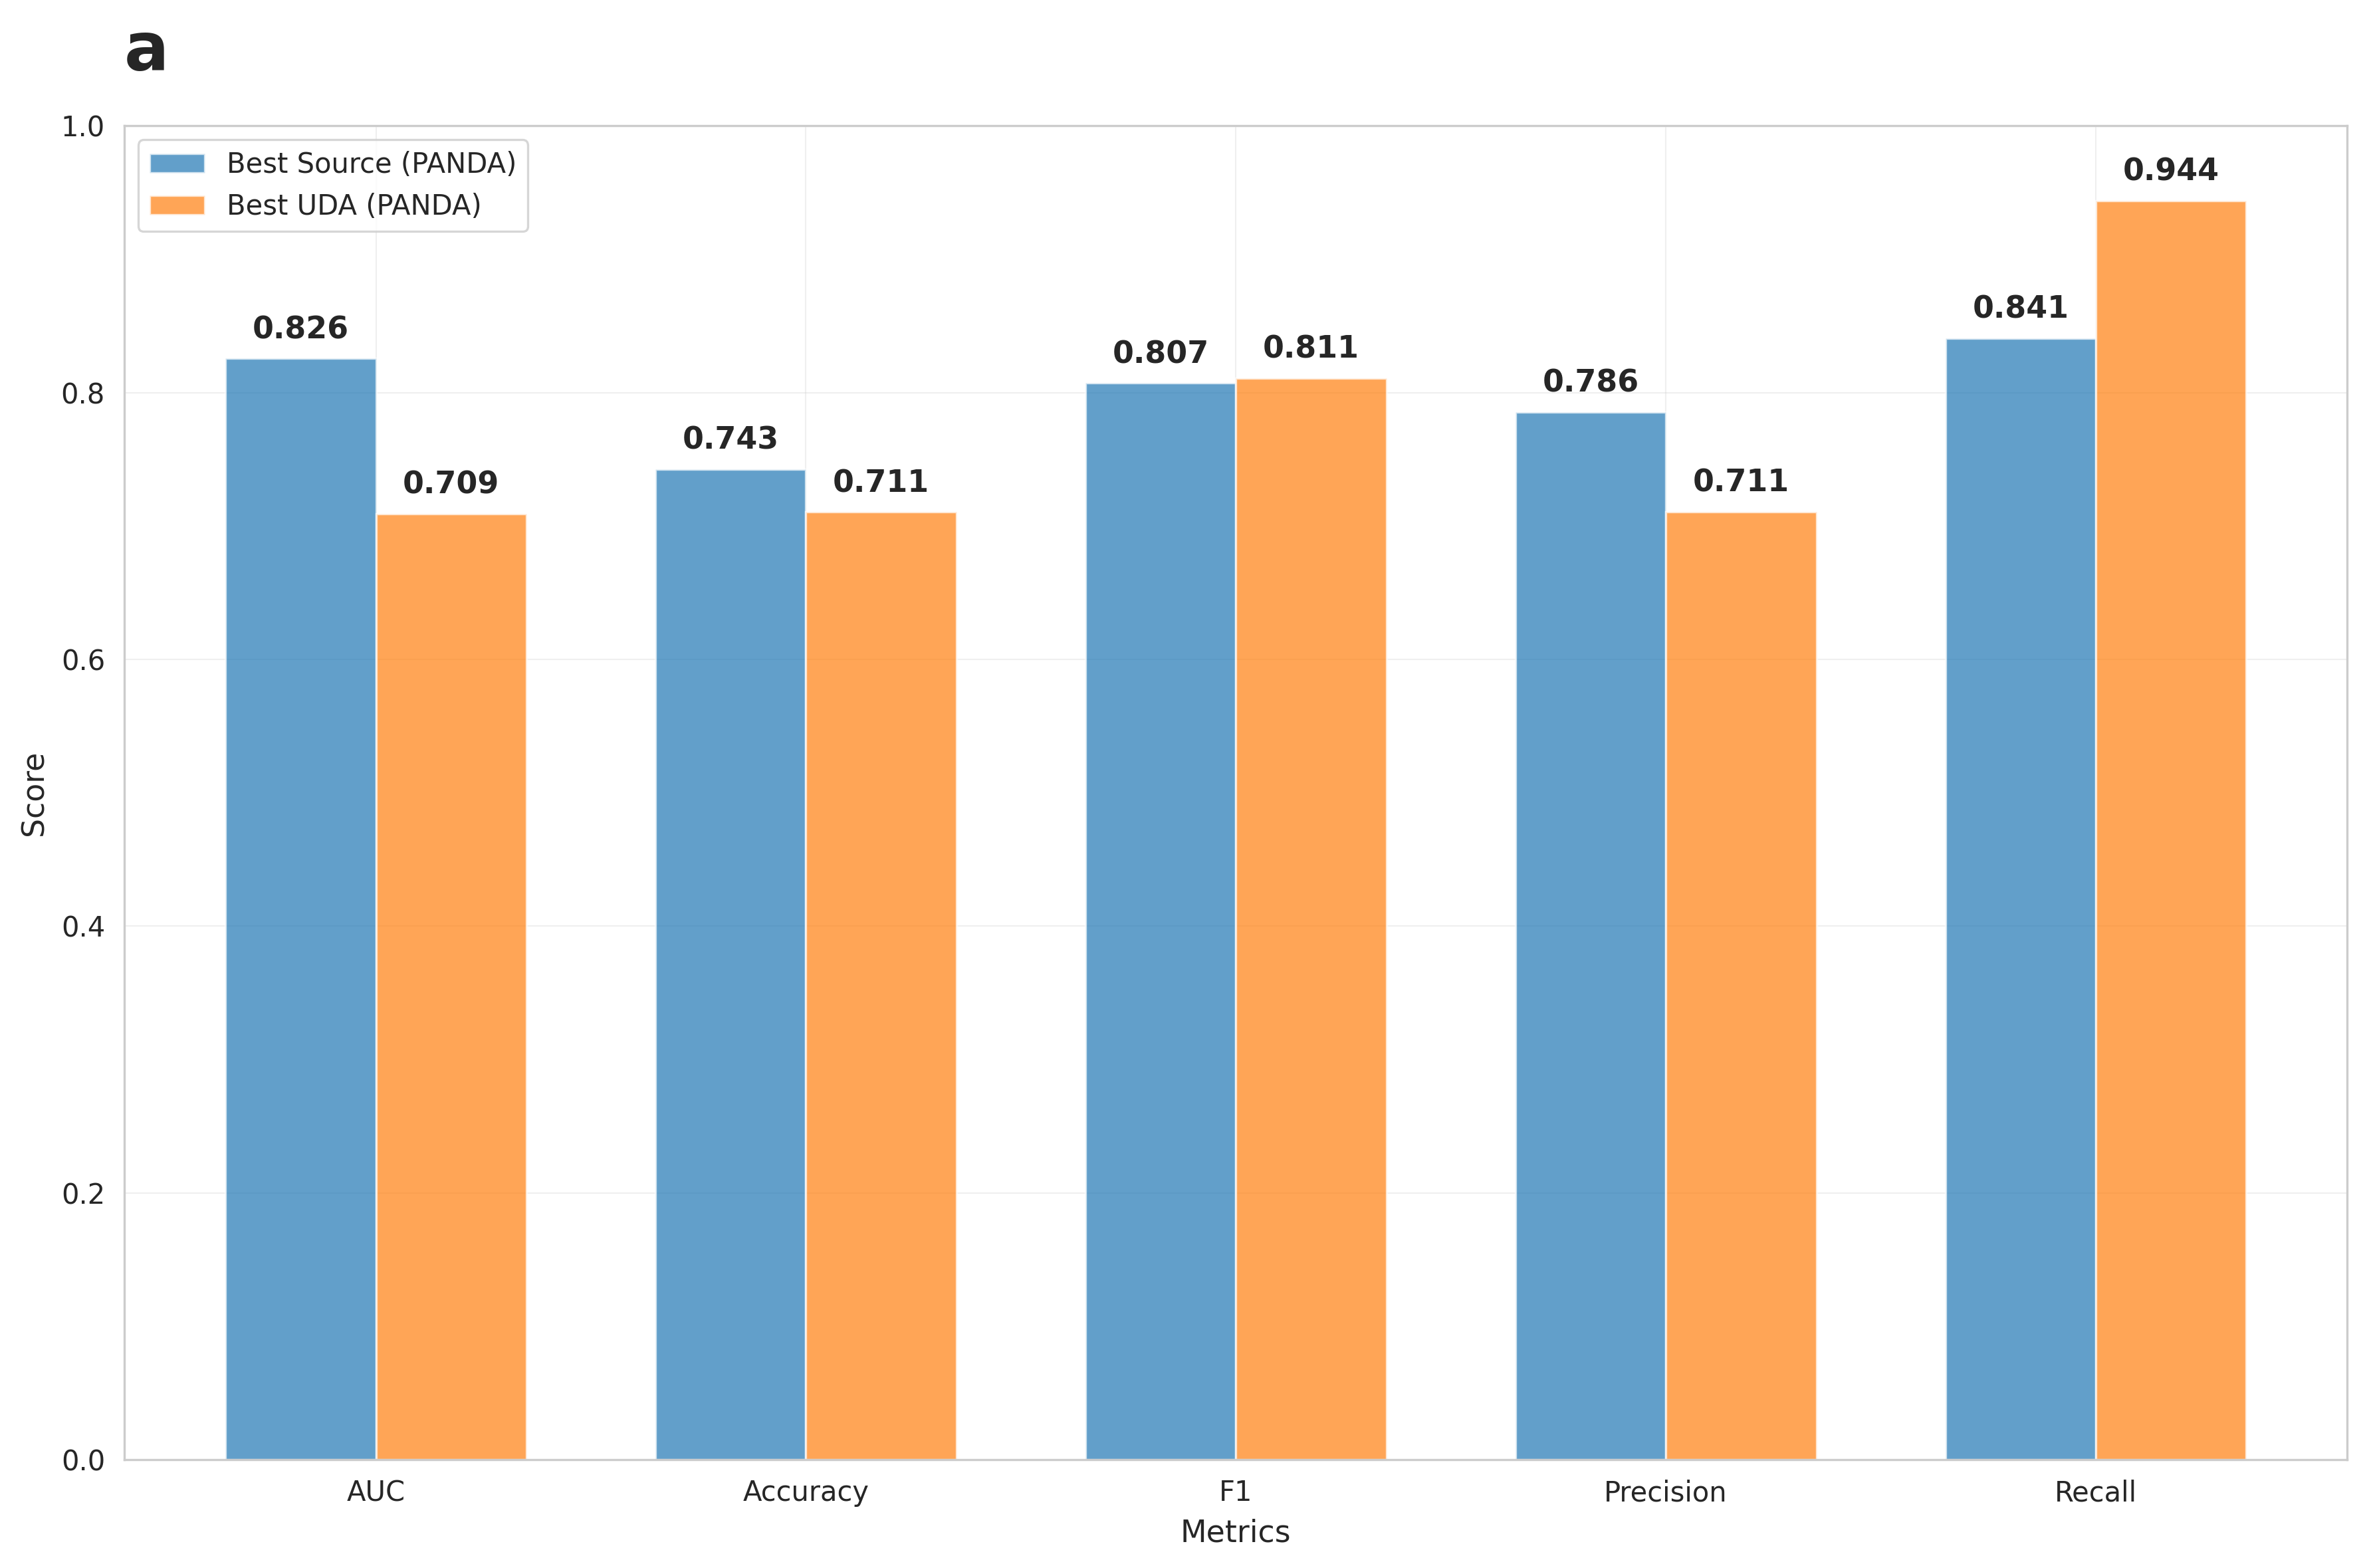 a
Best Source (PANDA)
Best UDA (PANDA)
1.0
0.8
0.6
0.4
0.2
0.0
Score
0.826
0.709
0.743
0.711
0.807
0.811
0.786
0.711
0.841
0.944
AUC
Accuracy
F1
Precision
Recall
Metrics